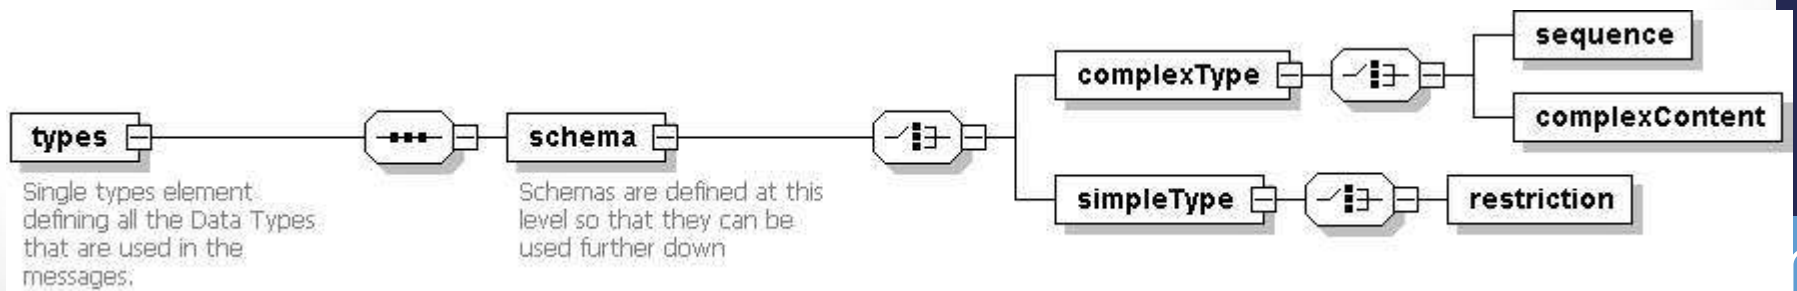 types
Single types element
defining all the Data Types
that are used in the
messages.
schema
Schemas are defined at this
level so that they can be
used further down
complexType
sequence
complexContent
simpleType
restriction